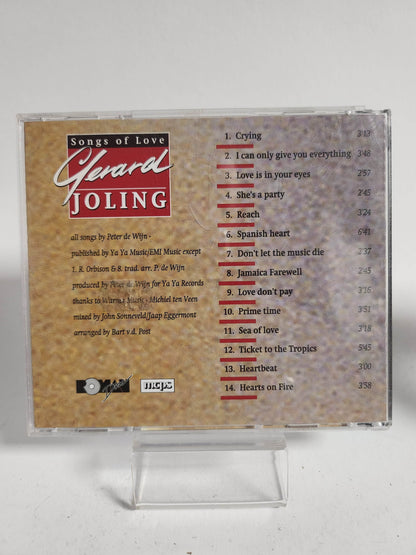 Songs of Love
Gerard
JOLING
all songs by Peter de Wijn -
published by Ya Ya Music/EMI Music except
1. R. Orbison & 8. trad. arr. P. de Wijn
produced by Peter de Wijn for Ya Ya Records
thanks to Warner Music - Michiel ten Veen
mixed by John Sonneveld/Jaap Eggermont
arranged by Bart v.d. Post
mcps
1. Crying 3'13
2. I can only give you everything 3'48
3. Love is in your eyes 2'57
4. She's a party 2'45
5. Reach 3'24
6. Spanish heart 6'41
7. Don't let the music die 2'37
8. Jamaica Farewell 2'45
9. Love don't pay 3'16
10. Prime time 3'51
11. Sea of love 3'18
12. Ticket to the Tropics 5'45
13. Heartbeat 3'00
14. Hearts on Fire 3'58